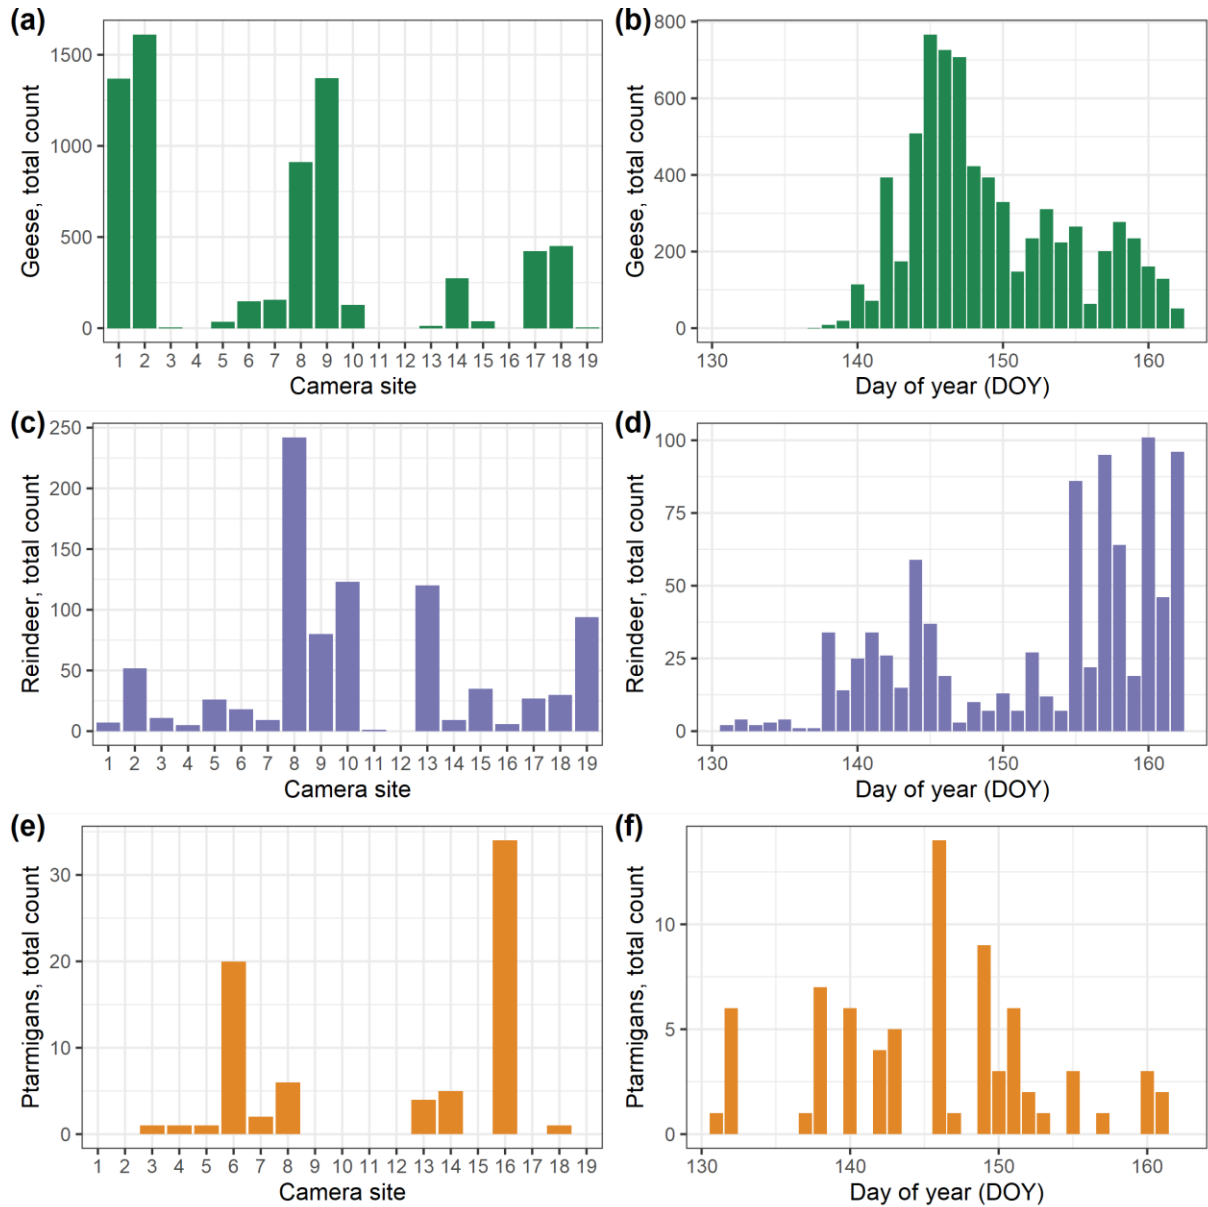 (a)
Geese, total count
1500
1000
500
0
1 2 3 4 5 6 7 8 9 10 11 12 13 14 15 16 17 18 19
Camera site
(b)
Geese, total count
800
600
400
200
0
130 140 150 160
Day of year (DOY)
(c)
Reindeer, total count
250
200
150
100
50
0
1 2 3 4 5 6 7 8 9 10 11 12 13 14 15 16 17 18 19
Camera site
(d)
Reindeer, total count
100
75
50
25
0
130 140 150 160
Day of year (DOY)
(e)
Ptarmigans, total count
30
20
10
0
1 2 3 4 5 6 7 8 9 10 11 12 13 14 15 16 17 18 19
Camera site
(f)
Ptarmigans, total count
10
5
0
130 140 150 160
Day of year (DOY)